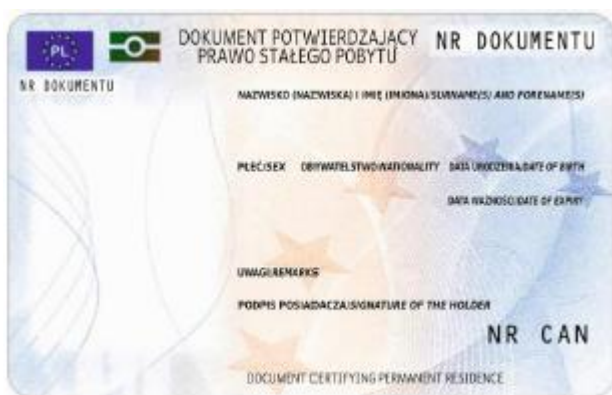 PL
DOKUMENT POTWIERDZAJĄCY
PRAWO STAŁEGO POBYTU
NR DOKUMENTU
NR DOKUMENTU
NAZWISKO (NAZWISKA) I IMIĘ (IMIONA)/SURNAME(S) AND FORENAME(S)
PŁEĆ/SEX OBYWATELSTWO/NATIONALITY DATA URODZENIA/DATE OF BIRTH
DATA WAŻNOŚCI/DATE OF EXPIRY
UWAGI/REMARKS
PODPIS POSIADACZA/SIGNATURE OF THE HOLDER
NR CAN
DOCUMENT CERTIFYING PERMANENT RESIDENCE